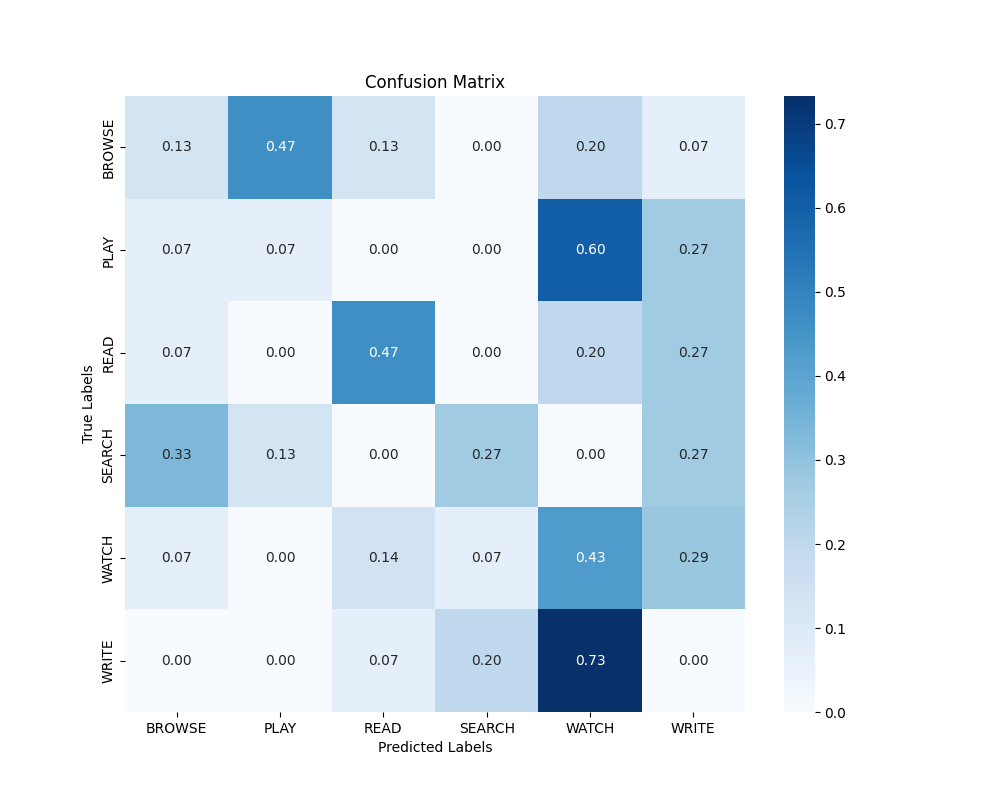 Confusion Matrix
True Labels
BROWSE 0.13 0.47 0.13 0.00 0.20 0.07
PLAY 0.07 0.07 0.00 0.00 0.60 0.27
READ 0.07 0.00 0.47 0.00 0.20 0.27
SEARCH 0.33 0.13 0.00 0.27 0.00 0.27
WATCH 0.07 0.00 0.14 0.07 0.43 0.29
WRITE 0.00 0.00 0.07 0.20 0.73 0.00
BROWSE PLAY READ SEARCH WATCH WRITE
Predicted Labels
0.7
0.6
0.5
0.4
0.3
0.2
0.1
0.0